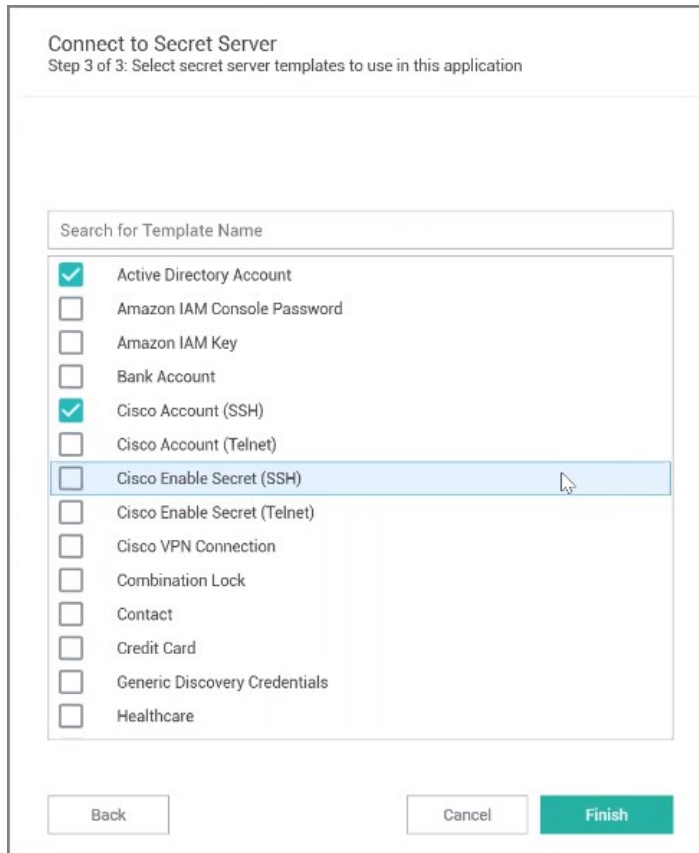 Connect to Secret Server
Step 3 of 3: Select secret server templates to use in this application
Search for Template Name
Active Directory Account
Amazon IAM Console Password
Amazon IAM Key
Bank Account
Cisco Account (SSH)
Cisco Account (Telnet)
Cisco Enable Secret (SSH)
Cisco Enable Secret (Telnet)
Cisco VPN Connection
Combination Lock
Contact
Credit Card
Generic Discovery Credentials
Healthcare
Back
Cancel
Finish